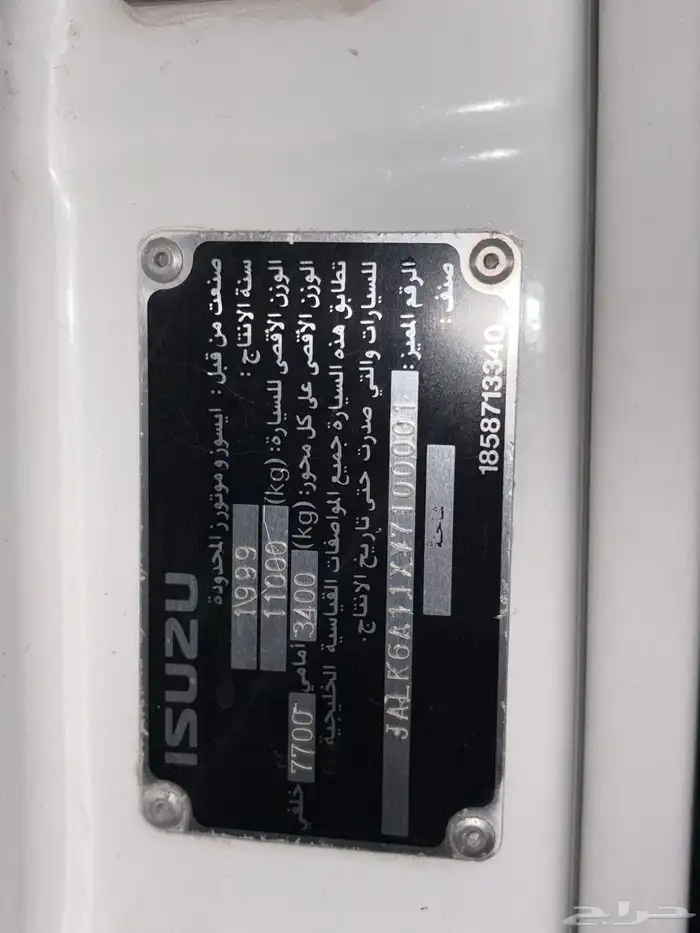 ISUZU
صنعت من قبل : ايسوزو موتورز المحدودة
سنة الانتاج : 1999
الوزن الأقصى للسيارة: (kg) 11000
الوزن الأقصى على كل محور: (kg) 3400 أمامي 7700 خلفي
تطابق هذه السيارة جميع المواصفات القياسية الخليجية
للسيارات والتي صدرت حتى تاريخ الانتاج.
الرقم المميز: JALK6A11XX7100001
صنف : شاحنة
1858713340
حراج